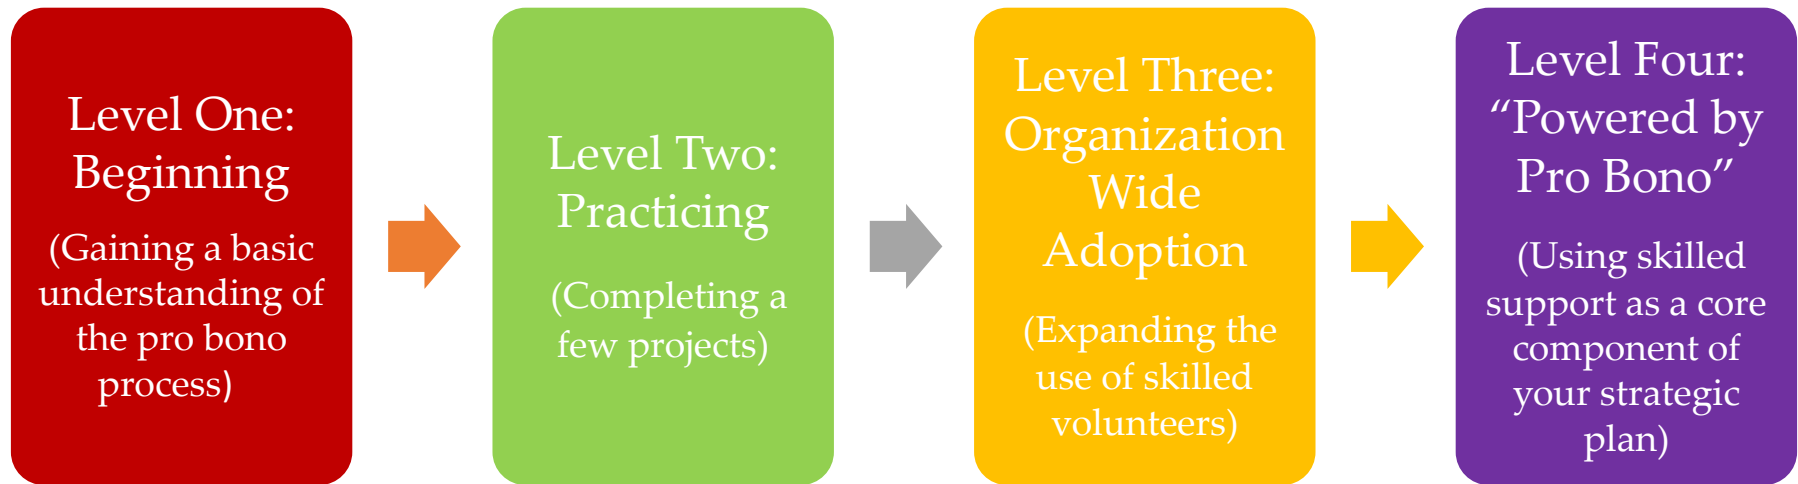 Level One:
Beginning
(Gaining a basic
understanding of
the pro bono
process)
Level Two:
Practicing
(Completing a
few projects)
Level Three:
Organization
Wide
Adoption
(Expanding the
use of skilled
volunteers)
Level Four:
“Powered by
Pro Bono”
(Using skilled
support as a core
component of
your strategic
plan)